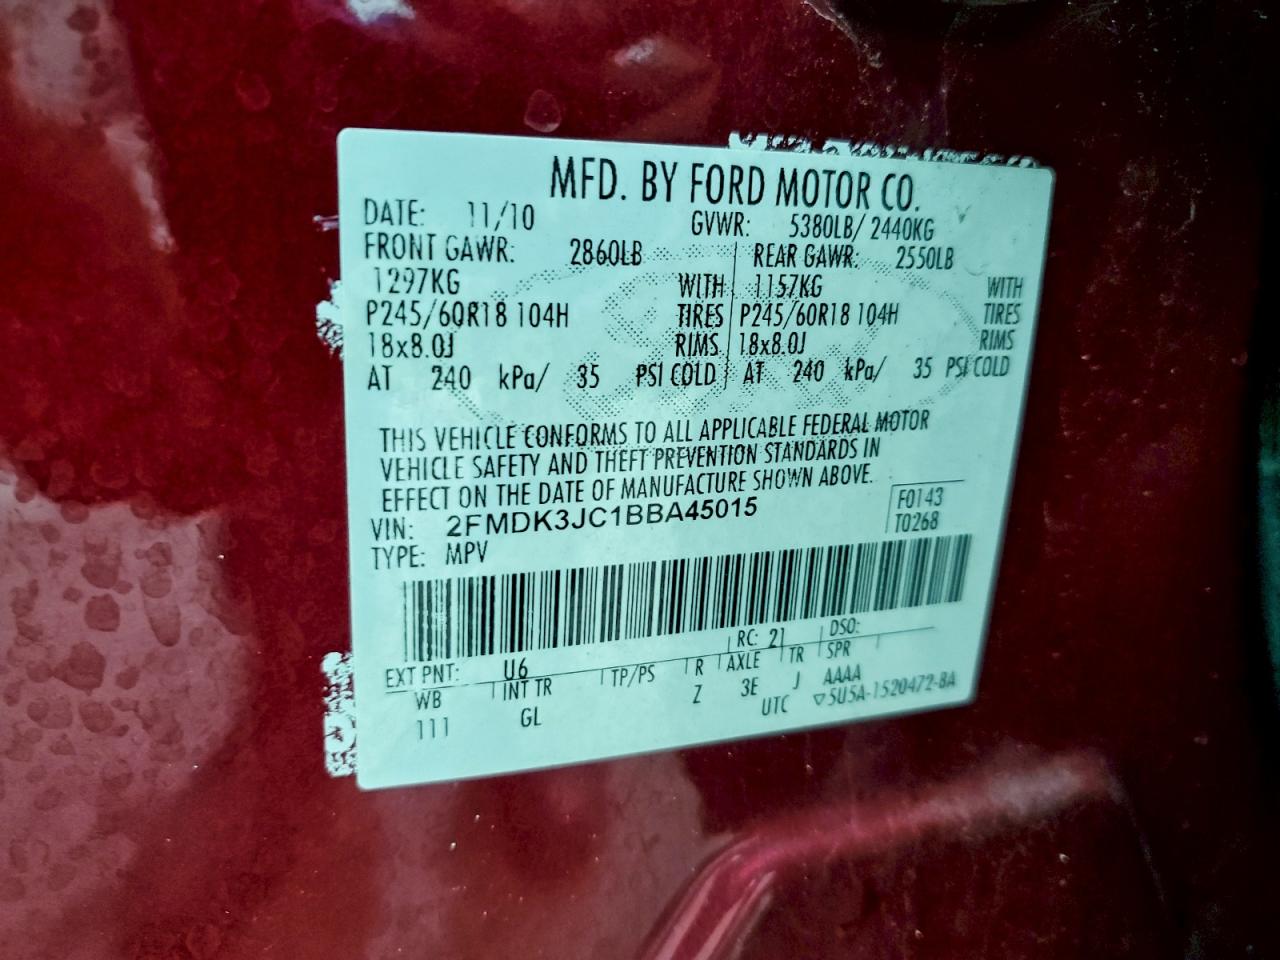 MFD. BY FORD MOTOR CO.
DATE: 11/10 GVWR: 5380LB/ 2440KG
FRONT GAWR: 2860LB REAR GAWR: 2550LB
1297KG WITH 1157KG WITH
P245/60R18 104H TIRES P245/60R18 104H TIRES
18x8.0J RIMS 18x8.0J RIMS
AT 240 kPa/ 35 PSI COLD AT 240 kPa/ 35 PSI COLD
THIS VEHICLE CONFORMS TO ALL APPLICABLE FEDERAL MOTOR
VEHICLE SAFETY AND THEFT PREVENTION STANDARDS IN
EFFECT ON THE DATE OF MANUFACTURE SHOWN ABOVE.
VIN: 2FMDK3JC1BBA45015 F0143
TYPE: MPV T0268
EXT PNT: U6 RC: 21 DSO:
WB INT TR TP/PS R AXLE TR SPR
111 GL Z 3E J AAAA
UTC ▽5U5A-1520472-BA